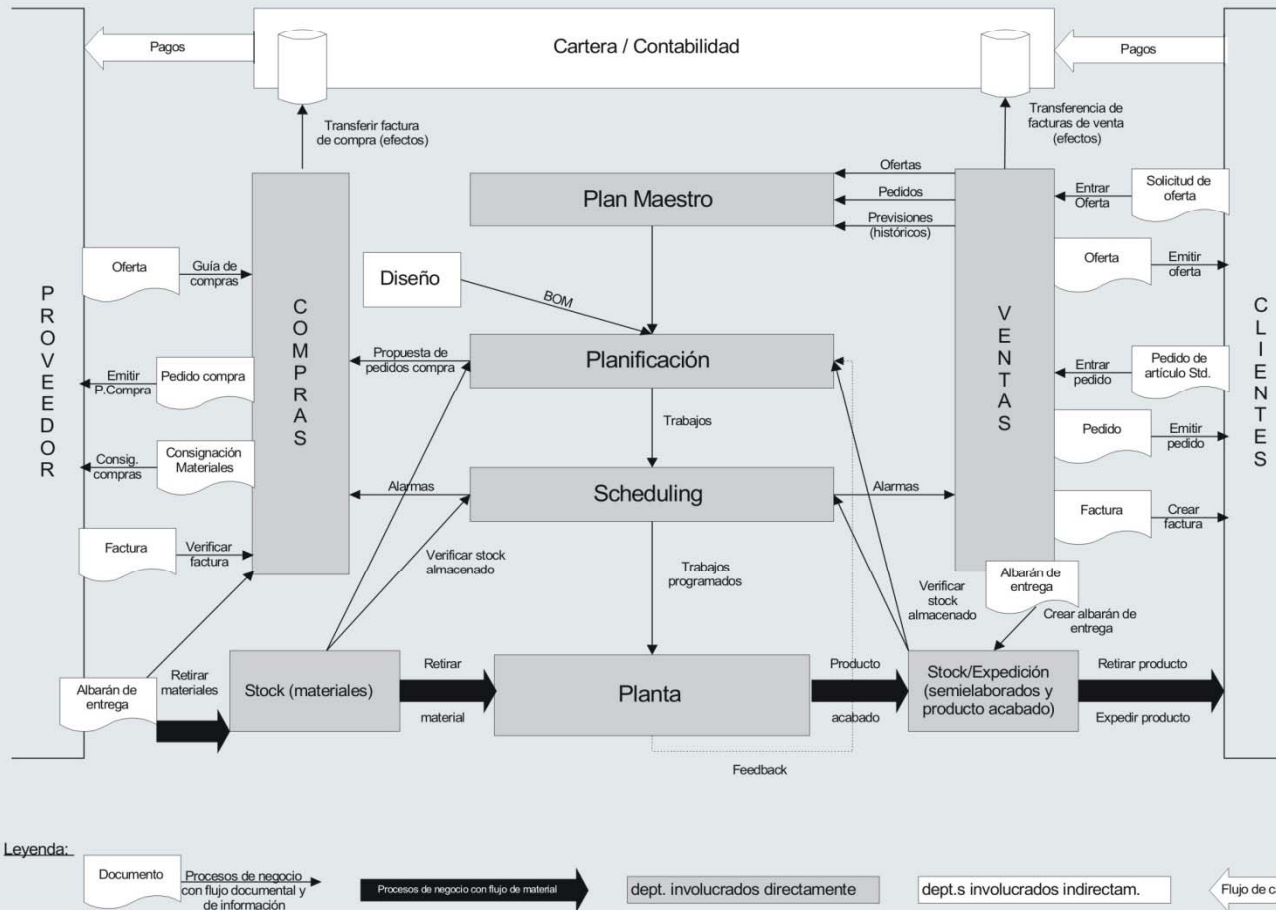 Cartera / Contabilidad
Pagos
Pagos
Transferir factura
de compra (efectos)
Transferencia de
facturas de venta
(efectos)
Ofertas
Plan Maestro
Pedidos
Previsiones
(históricos)
Entrar
Oferta
Solicitud de
oferta
Oferta
Guía de
compras
Diseño
BOM
Oferta
Emitir
oferta
PROVEEDOR
COMPRAS
VENTAS
CLIENTES
Propuesta de
pedidos compra
Planificación
Emitir
P.Compra
Pedido compra
Entrar
pedido
Pedido de
artículo Std.
Trabajos
Pedido
Emitir
pedido
Consig.
compras
Consignación
Materiales
Alarmas
Scheduling
Alarmas
Factura
Crear
factura
Factura
Verificar
factura
Verificar stock
almacenado
Trabajos
programados
Verificar
stock
almacenado
Albarán de
entrega
Crear albarán de
entrega
Albarán de
entrega
Retirar
materiales
Stock (materiales)
Retirar
material
Planta
Producto
acabado
Stock/Expedición
(semielaborados y
producto acabado)
Retirar producto
Expedir producto
Feedback
Leyenda:
Documento
Procesos de negocio
con flujo documental y
de información
Procesos de negocio con flujo de material
dept. involucrados directamente
dept.s involucrados indirectam.
Flujo de c